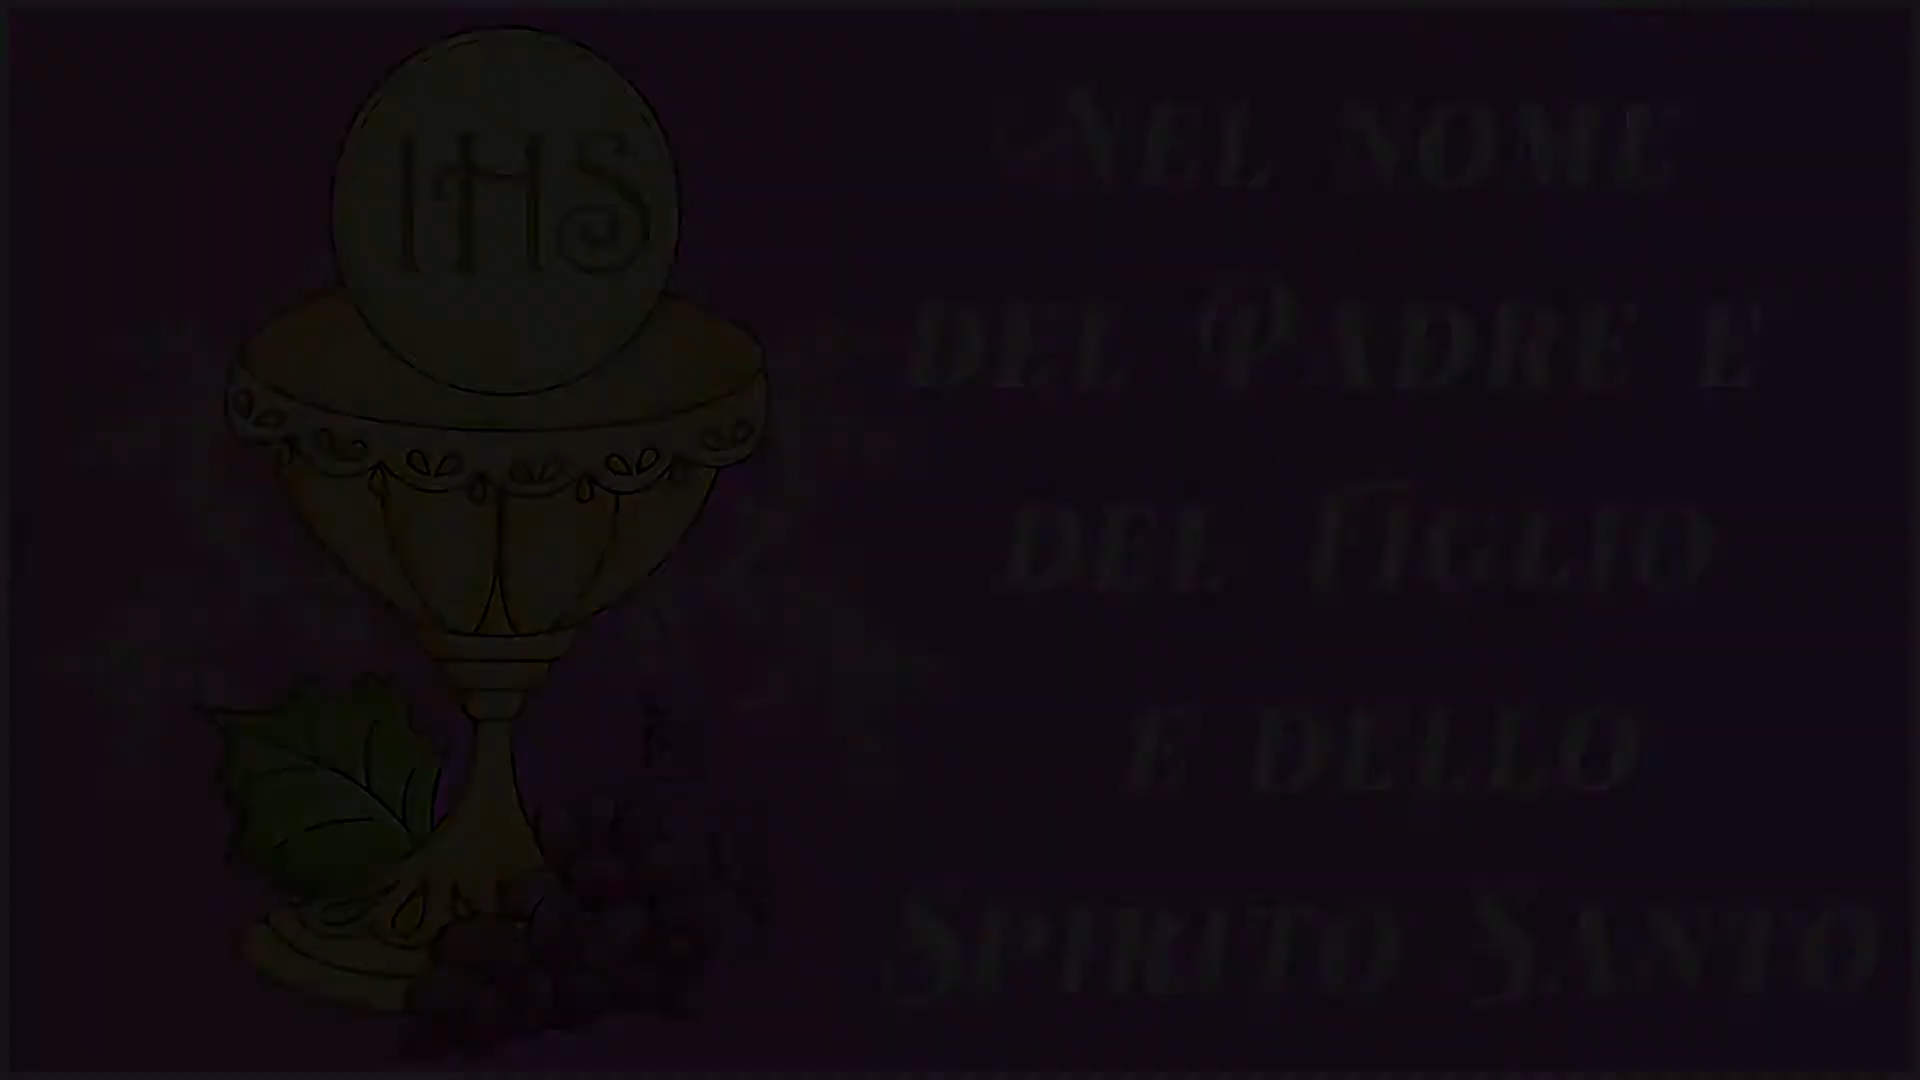 IHS
Nel nome
del Padre e
del Figlio
e dello
Spirito Santo